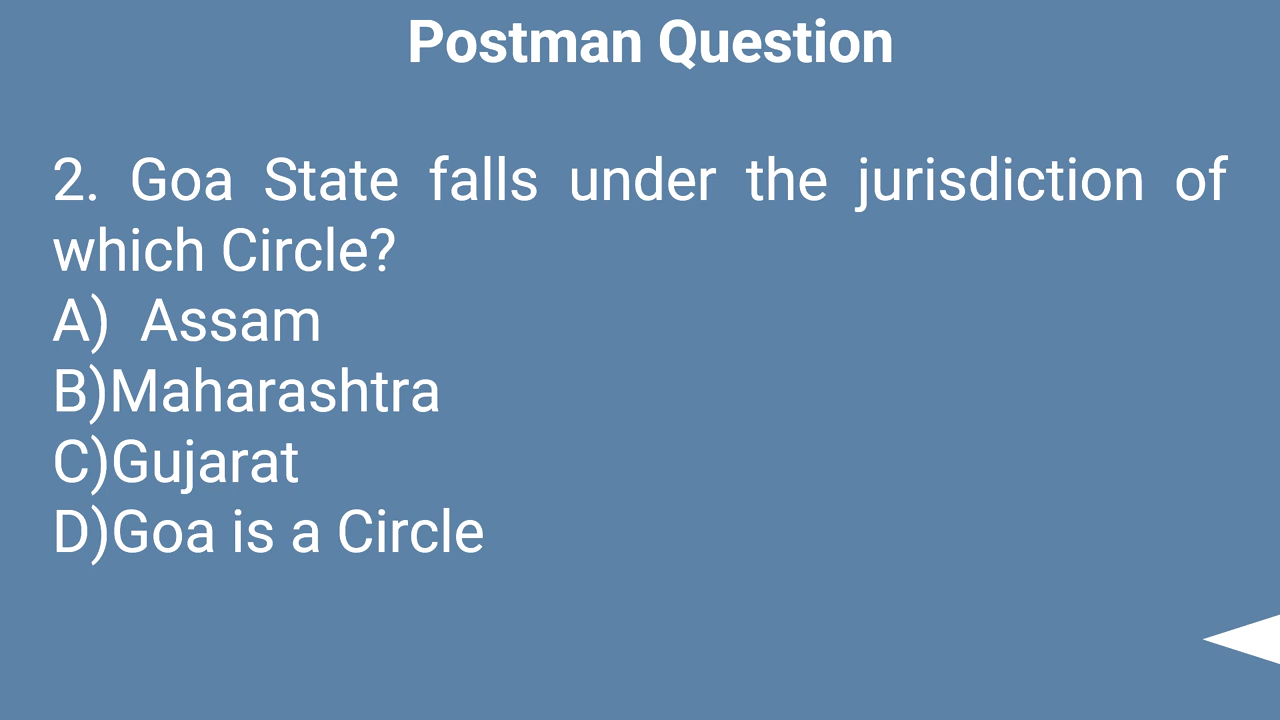 Postman Question
2. Goa State falls under the jurisdiction of
which Circle?
A) Assam
B)Maharashtra
C)Gujarat
D)Goa is a Circle